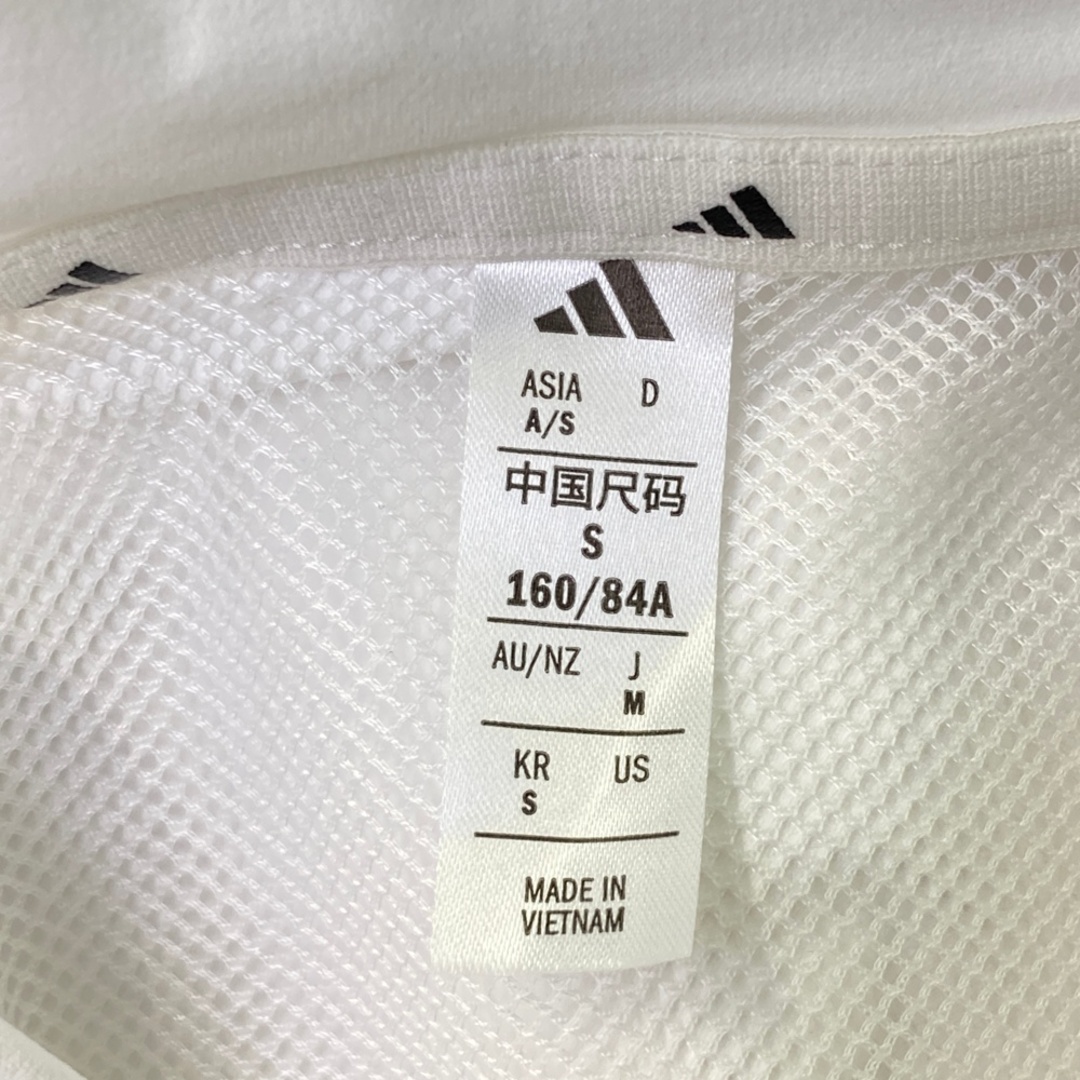 ASIA D
A/S
中国尺码
S
160/84A
AU/NZ J
M
KR US
S
MADE IN
VIETNAM